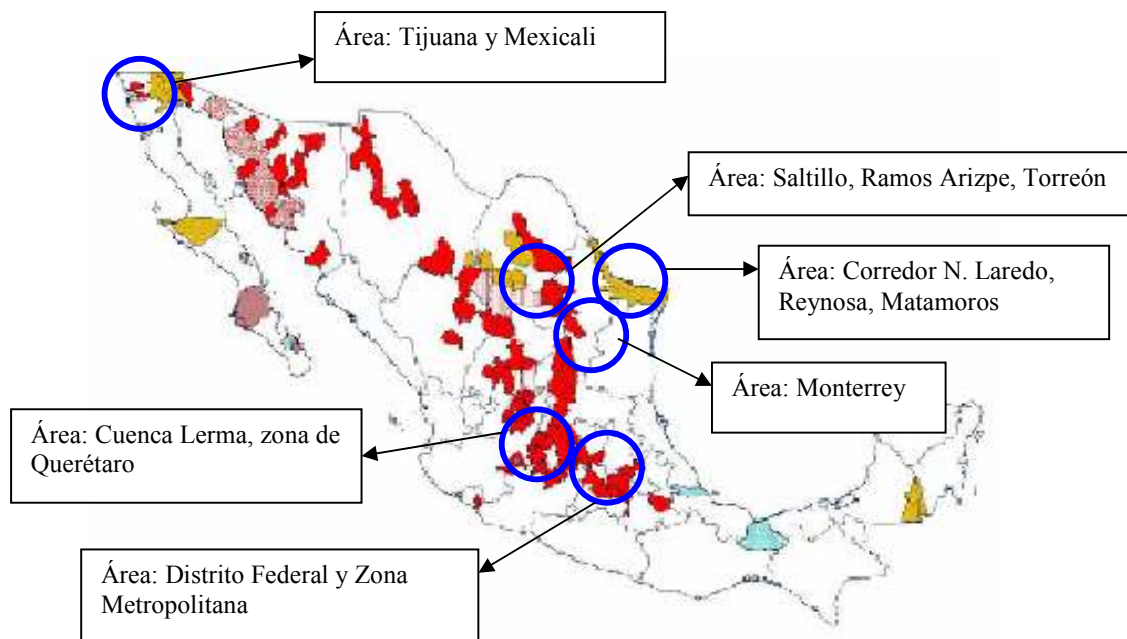 Área: Tijuana y Mexicali
Área: Saltillo, Ramos Arizpe, Torreón
Área: Corredor N. Laredo,
Reynosa, Matamoros
Área: Monterrey
Área: Cuenca Lerma, zona de
Querétaro
Área: Distrito Federal y Zona
Metropolitana